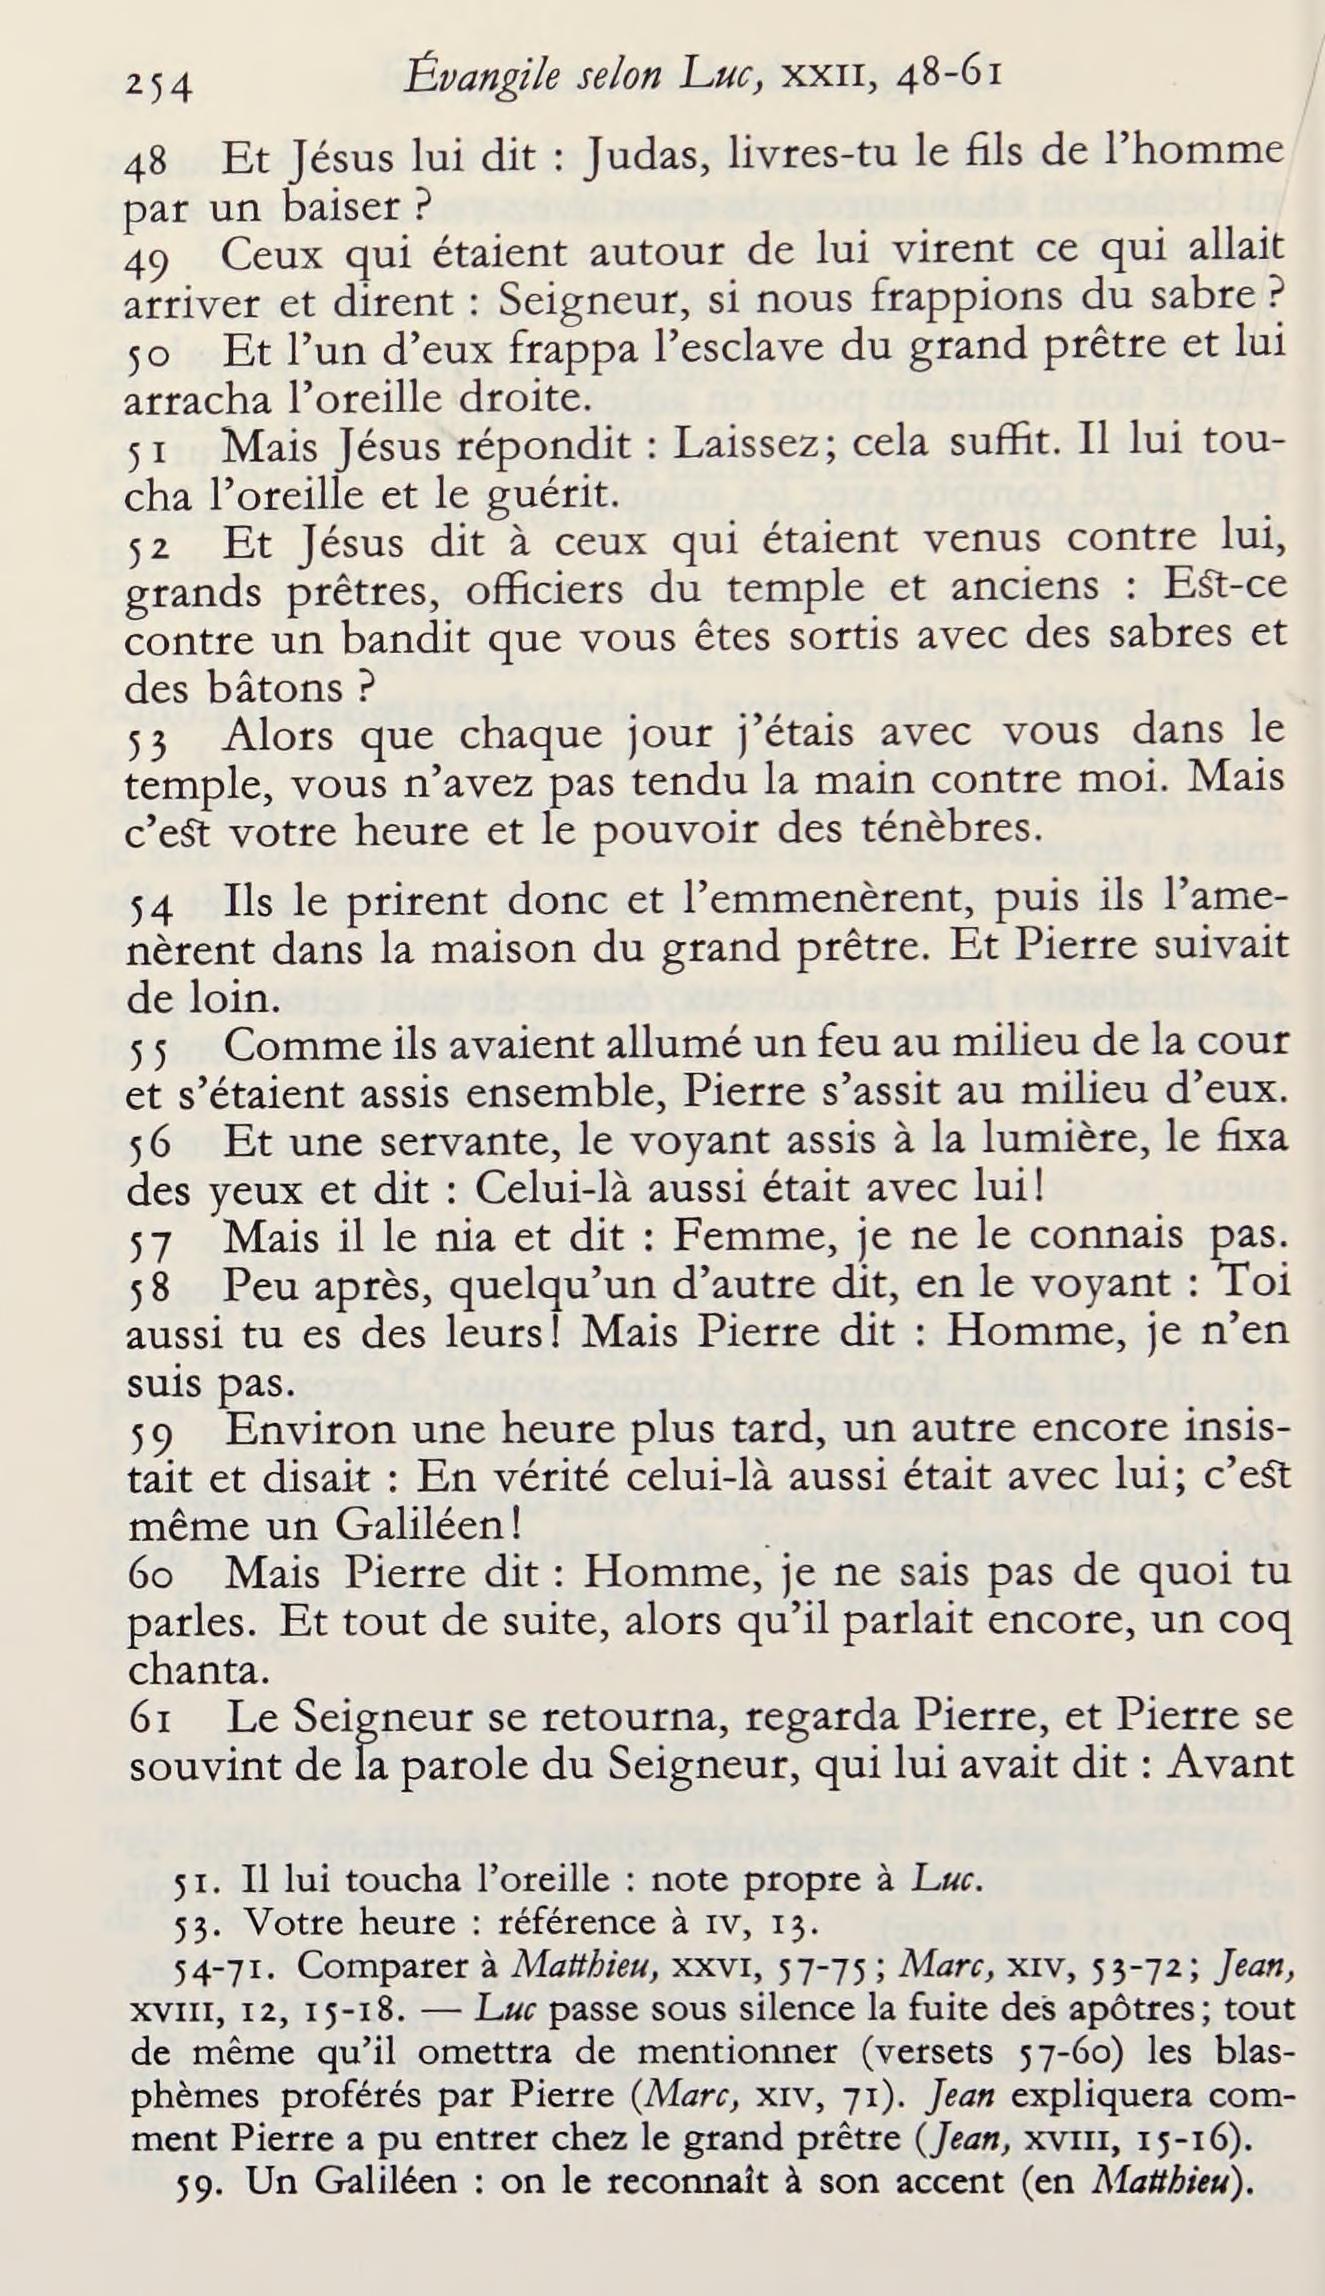 254 Évangile selon Luc, XXII, 48-61
48 Et Jésus lui dit : Judas, livres-tu le fils de l'homme
par un baiser ?
49 Ceux qui étaient autour de lui virent ce qui allait
arriver et dirent : Seigneur, si nous frappions du sabre ?
50 Et l'un d'eux frappa l'esclave du grand prêtre et lui
arracha l'oreille droite.
51 Mais Jésus répondit : Laissez; cela suffit. Il lui tou-
cha l'oreille et le guérit.
52 Et Jésus dit à ceux qui étaient venus contre lui,
grands prêtres, officiers du temple et anciens : Est-ce
contre un bandit que vous êtes sortis avec des sabres et
des bâtons ?
53 Alors que chaque jour j'étais avec vous dans le
temple, vous n'avez pas tendu la main contre moi. Mais
c'est votre heure et le pouvoir des ténèbres.
54 Ils le prirent donc et l'emmenèrent, puis ils l'ame-
nèrent dans la maison du grand prêtre. Et Pierre suivait
de loin.
55 Comme ils avaient allumé un feu au milieu de la cour
et s'étaient assis ensemble, Pierre s'assit au milieu d'eux.
56 Et une servante, le voyant assis à la lumière, le fixa
des yeux et dit : Celui-là aussi était avec lui!
57 Mais il le nia et dit : Femme, je ne le connais pas.
58 Peu après, quelqu'un d'autre dit, en le voyant : Toi
aussi tu es des leurs! Mais Pierre dit : Homme, je n'en
suis pas.
59 Environ une heure plus tard, un autre encore insis-
tait et disait : En vérité celui-là aussi était avec lui; c'est
même un Galiléen!
60 Mais Pierre dit : Homme, je ne sais pas de quoi tu
parles. Et tout de suite, alors qu'il parlait encore, un coq
chanta.
61 Le Seigneur se retourna, regarda Pierre, et Pierre se
souvint de la parole du Seigneur, qui lui avait dit : Avant
51. Il lui toucha l'oreille : note propre à Luc.
53. Votre heure : référence à IV, 13.
54-71. Comparer à Matthieu, XXVI, 57-75 ; Marc, XIV, 53-72; Jean,
XVIII, 12, 15-18. — Luc passe sous silence la fuite des apôtres; tout
de même qu'il omettra de mentionner (versets 57-60) les blas-
phèmes proférés par Pierre (Marc, XIV, 71). Jean expliquera com-
ment Pierre a pu entrer chez le grand prêtre (Jean, XVIII, 15-16).
59. Un Galiléen : on le reconnaît à son accent (en Matthieu).